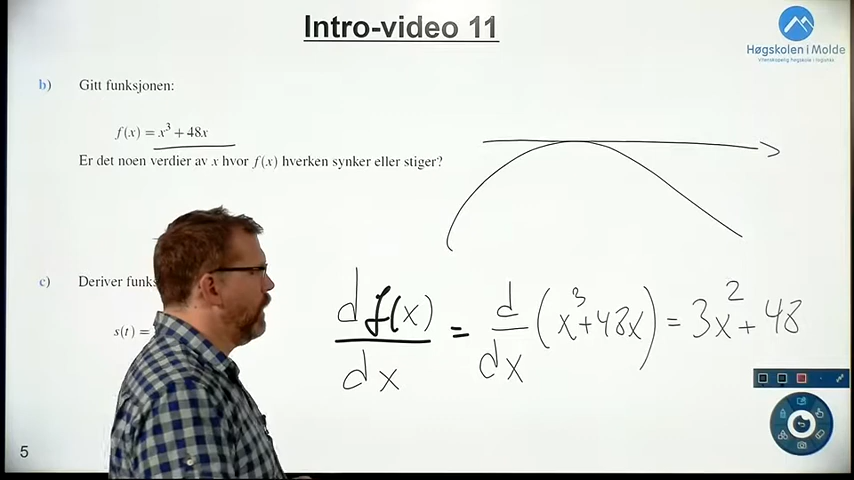 Intro-video 11
Høgskolen i Molde
Vitenskapelig høgskole i logistikk
b) Gitt funksjonen:
f(x) = x³ + 48x
Er det noen verdier av x hvor f(x) hverken synker eller stiger?
c) Deriver funks
s(t) =
df(x)/dx = d/dx (x³+48x) = 3x² + 48
5